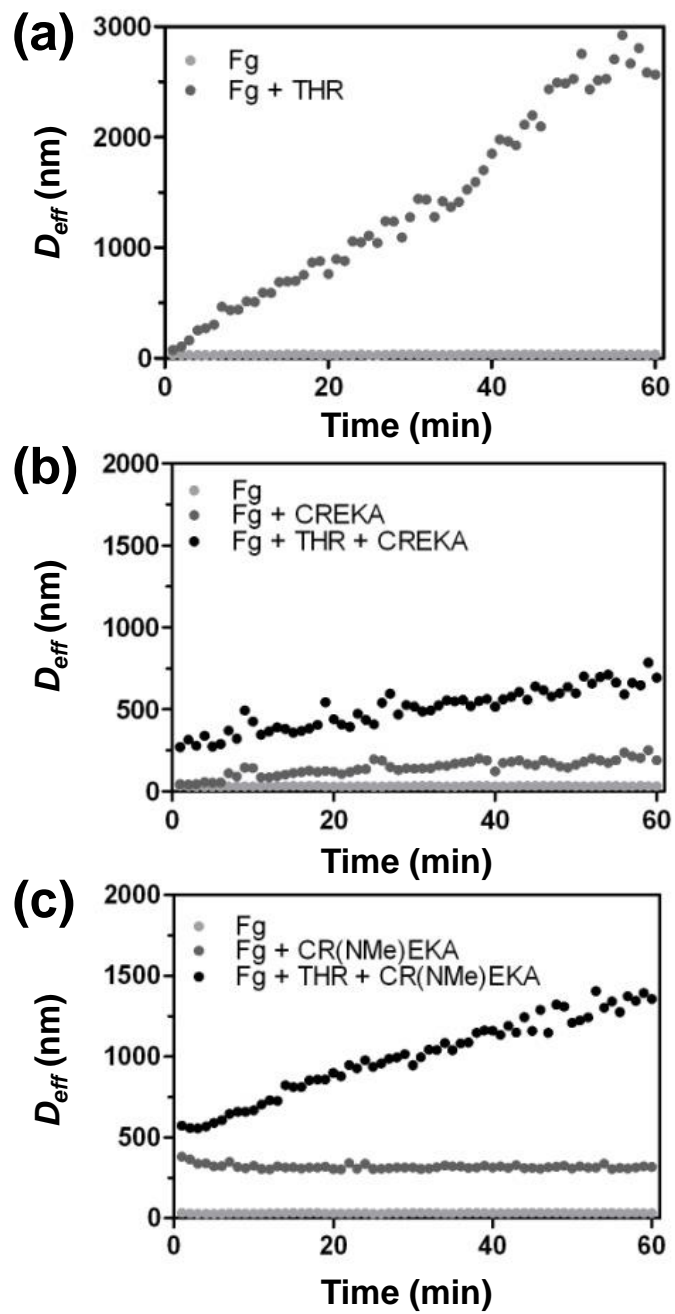 (a)
3000
2000
1000
0
D_eff (nm)
Fg
Fg + THR
0 20 40 60
Time (min)
(b)
2000
1500
1000
500
0
D_eff (nm)
Fg
Fg + CREKA
Fg + THR + CREKA
0 20 40 60
Time (min)
(c)
2000
1500
1000
500
0
D_eff (nm)
Fg
Fg + CR(NMe)EKA
Fg + THR + CR(NMe)EKA
0 20 40 60
Time (min)